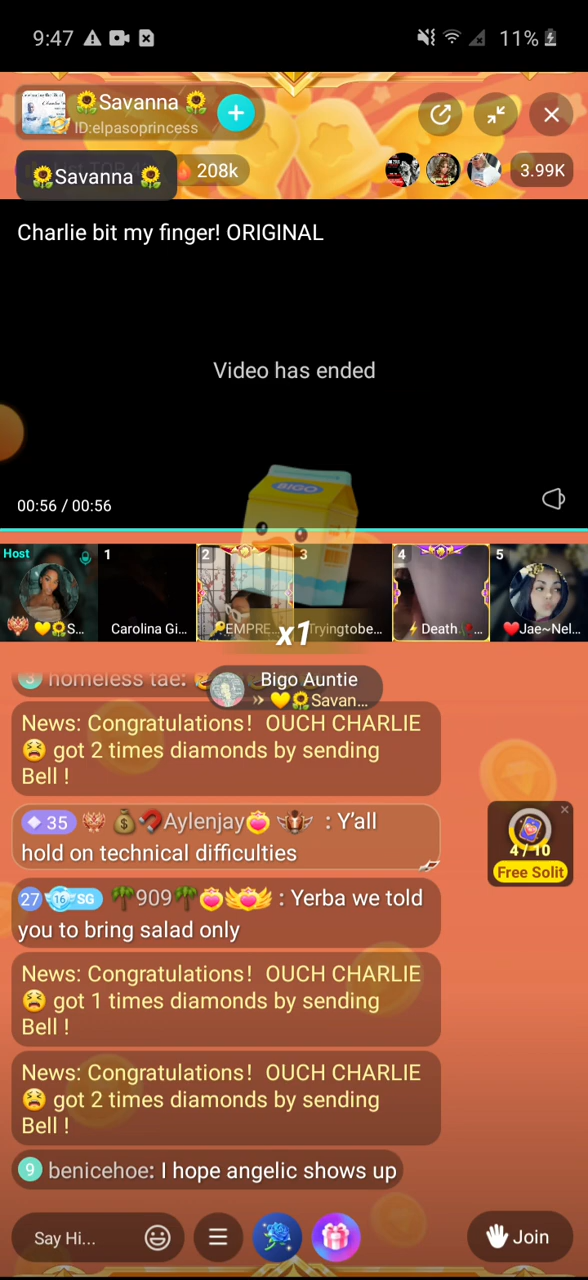 9:47
11%
🌻Savanna 🌻
ID:elpasoprincess
🌻Savanna 🌻
208k
3.99K
Charlie bit my finger! ORIGINAL
Video has ended
00:56 / 00:56
BIGO
Host
1
2
3
4
5
💛🌻S...
Carolina Gi...
EMPRE...
Tryingtobe...
⚡Death🥀...
❤️Jae~Nel...
x1
3 homeless tae:
Bigo Auntie
» 💛🌻Savan...
News: Congratulations! OUCH CHARLIE
😫 got 2 times diamonds by sending
Bell !
35 💰🧲Aylenjay : Y'all
hold on technical difficulties
4 / 10
Free Solit
27 16 SG 🌴909🌴 : Yerba we told
you to bring salad only
News: Congratulations! OUCH CHARLIE
😫 got 1 times diamonds by sending
Bell !
News: Congratulations! OUCH CHARLIE
😫 got 2 times diamonds by sending
Bell !
9 benicehoe: I hope angelic shows up
Say Hi...
Join